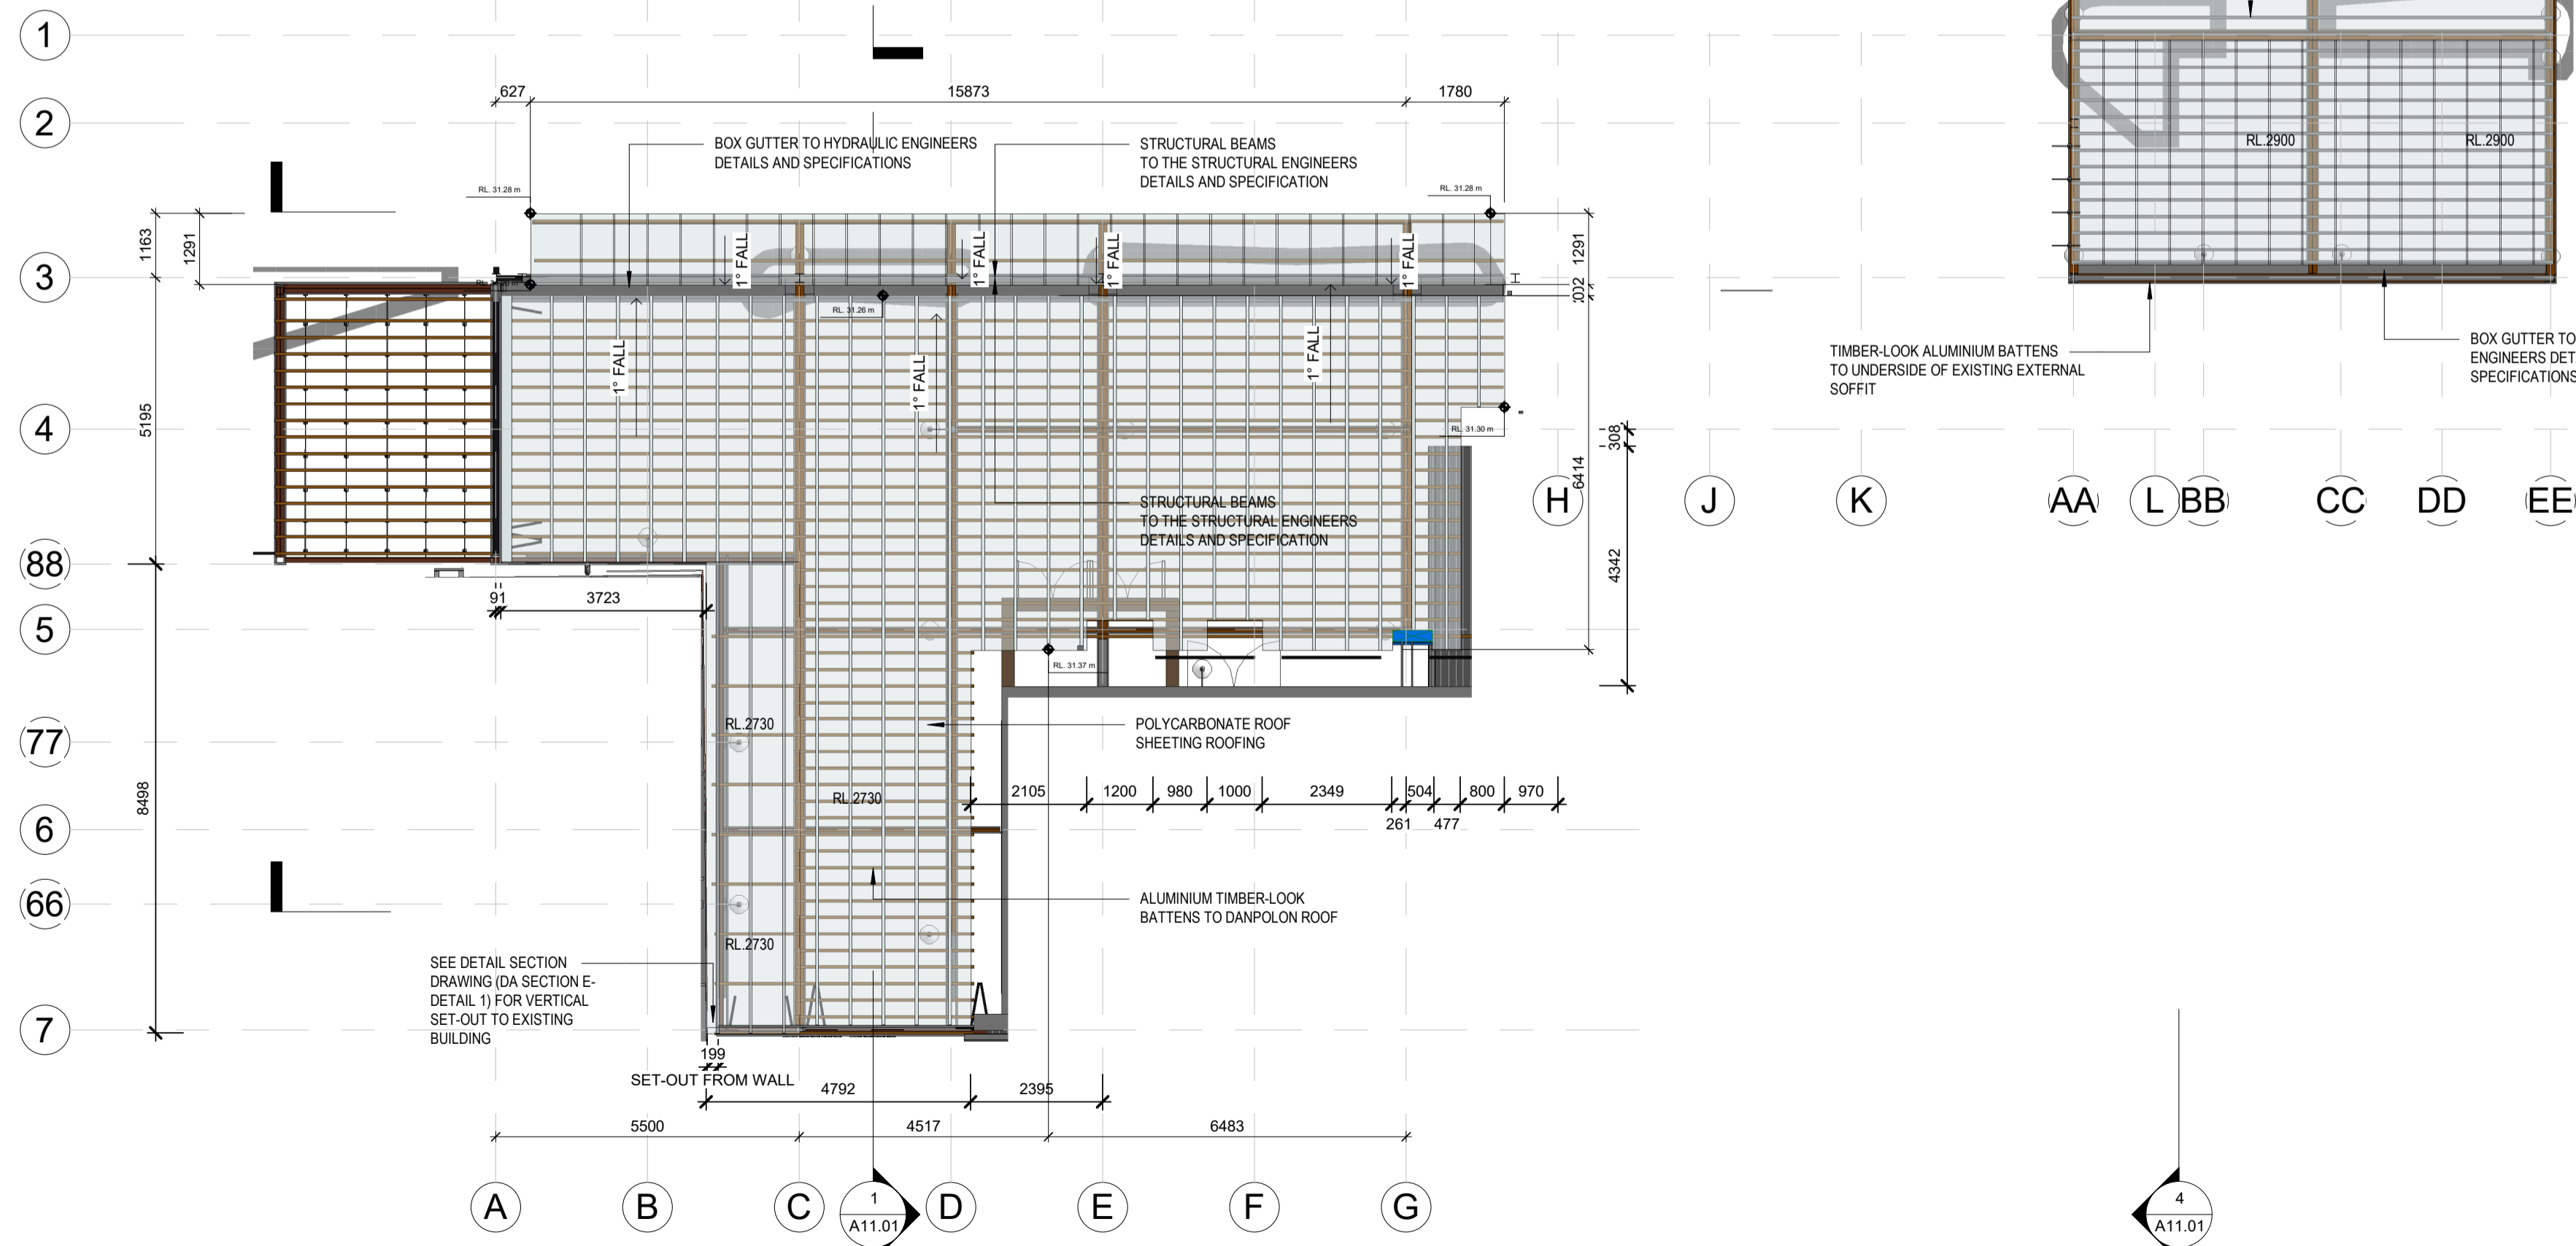 1
2
627
15873
1780
BOX GUTTER TO HYDRAULIC ENGINEERS
DETAILS AND SPECIFICATIONS
STRUCTURAL BEAMS
TO THE STRUCTURAL ENGINEERS
DETAILS AND SPECIFICATION
RL.2900
RL.2900
RL. 31.28 m
RL. 31.28 m
1163
1291
1° FALL
1° FALL
1° FALL
1° FALL
1291
3
RL. 31.26 m
1° FALL
1° FALL
1° FALL
TIMBER-LOOK ALUMINIUM BATTENS
TO UNDERSIDE OF EXISTING EXTERNAL
SOFFIT
BOX GUTTER TO
ENGINEERS DET
SPECIFICATIONS
4
5195
RL. 31.30 m
308
6414
STRUCTURAL BEAMS
TO THE STRUCTURAL ENGINEERS
DETAILS AND SPECIFICATION
H
J
K
AA
L
BB
CC
DD
EE
88
4342
91
3723
5
RL. 31.37 m
77
RL.2730
POLYCARBONATE ROOF
SHEETING ROOFING
8498
RL.2730
2105
1200
980
1000
2349
504
800
970
261
477
6
66
ALUMINIUM TIMBER-LOOK
BATTENS TO DANPOLON ROOF
RL.2730
SEE DETAIL SECTION
DRAWING (DA SECTION E-
DETAIL 1) FOR VERTICAL
SET-OUT TO EXISTING
BUILDING
7
199
SET-OUT FROM WALL
4792
2395
5500
4517
6483
A
B
C
1
A11.01
D
E
F
G
4
A11.01